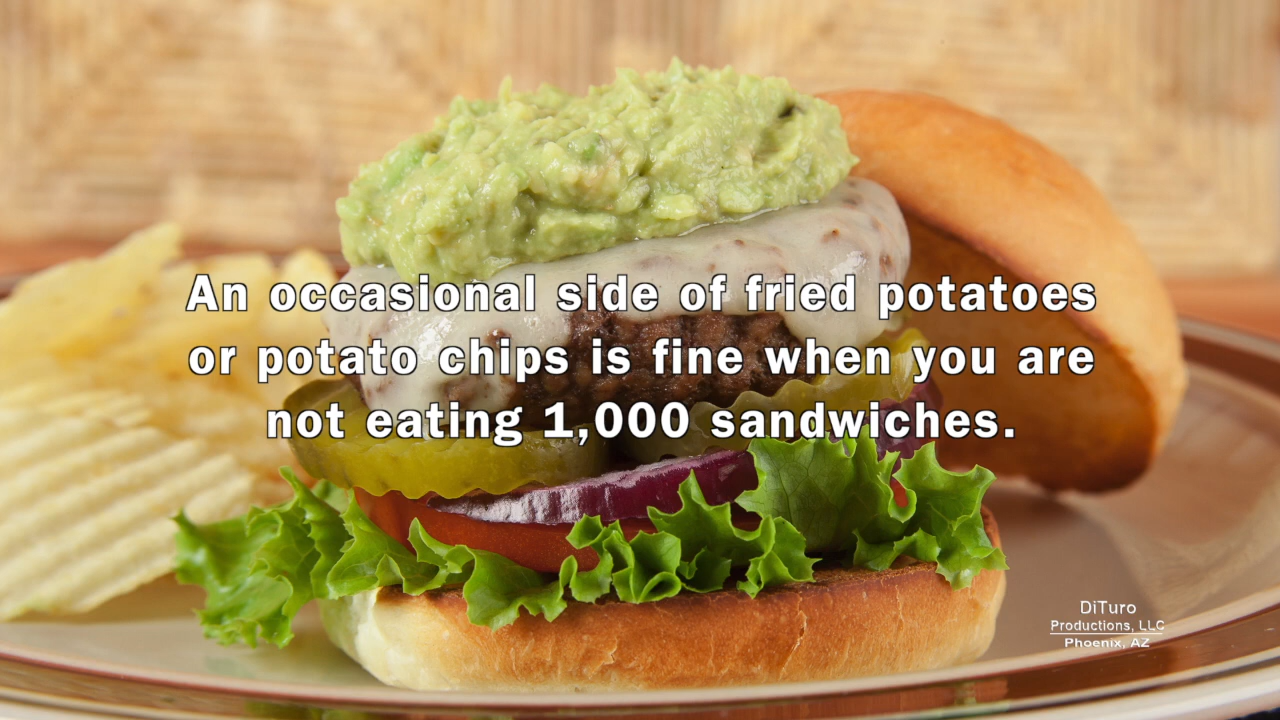 An occasional side of fried potatoes
or potato chips is fine when you are
not eating 1,000 sandwiches.
DiTuro
Productions, LLC
Phoenix, AZ